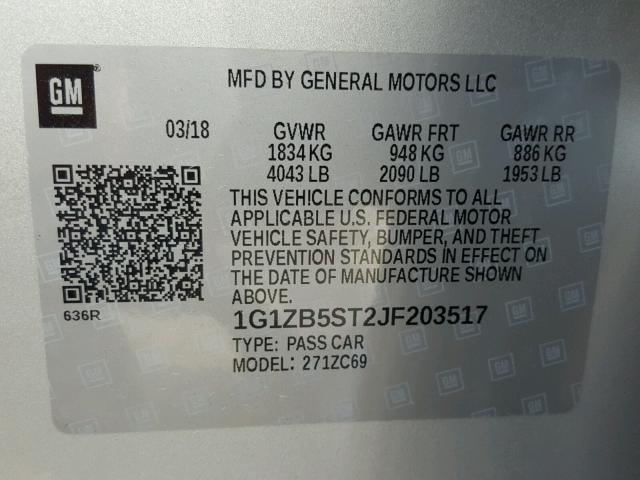 GM
MFD BY GENERAL MOTORS LLC
03/18 GVWR GAWR FRT GAWR RR
1834 KG 948 KG 886 KG
4043 LB 2090 LB 1953 LB
THIS VEHICLE CONFORMS TO ALL
APPLICABLE U.S. FEDERAL MOTOR
VEHICLE SAFETY, BUMPER, AND THEFT
PREVENTION STANDARDS IN EFFECT ON
THE DATE OF MANUFACTURE SHOWN
ABOVE.
636R
1G1ZB5ST2JF203517
TYPE: PASS CAR
MODEL: 271ZC69